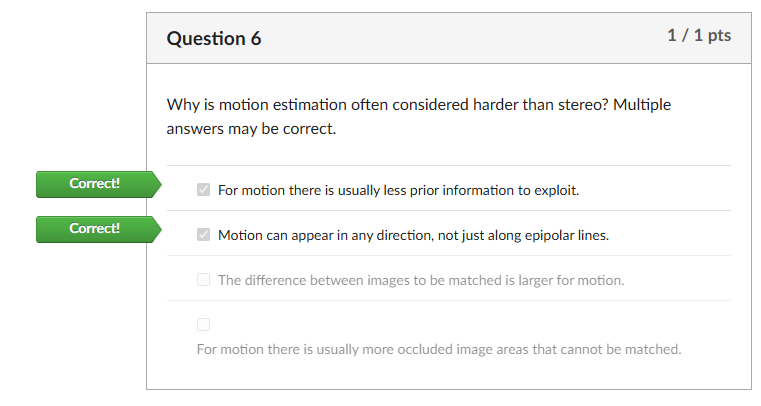 Question 6
1 / 1 pts
Why is motion estimation often considered harder than stereo? Multiple
answers may be correct.
Correct!
For motion there is usually less prior information to exploit.
Correct!
Motion can appear in any direction, not just along epipolar lines.
The difference between images to be matched is larger for motion.
For motion there is usually more occluded image areas that cannot be matched.